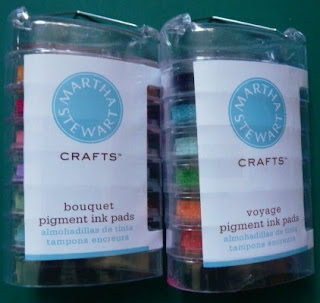 MARTHA
STEWART
CRAFTS™
bouquet
pigment ink pads
almohadillas de tinta
tampons encreurs
MARTHA
STEWART
CRAFTS™
voyage
pigment ink pads
almohadillas de tinta
tampons encreurs